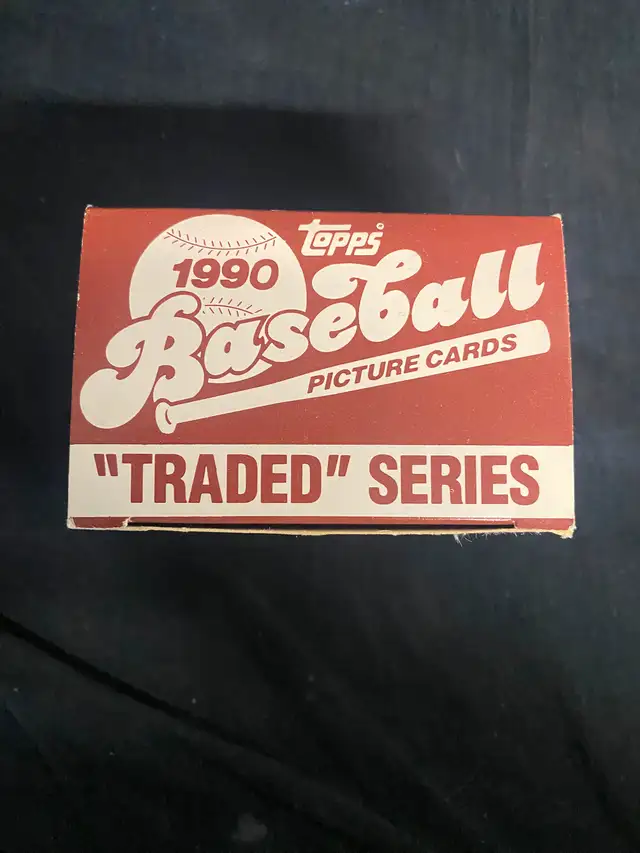 topps
1990
Baseball
PICTURE CARDS
"TRADED" SERIES